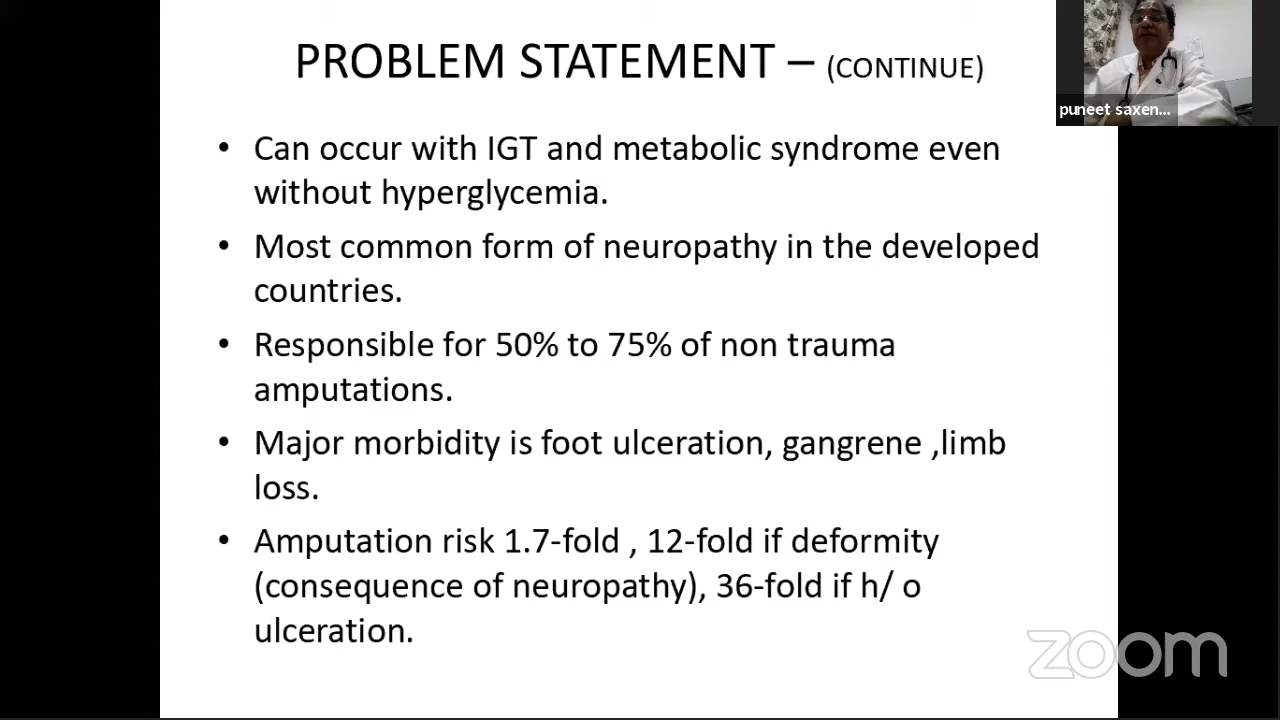 PROBLEM STATEMENT – (CONTINUE)
puneet saxen...
• Can occur with IGT and metabolic syndrome even
without hyperglycemia.
• Most common form of neuropathy in the developed
countries.
• Responsible for 50% to 75% of non trauma
amputations.
• Major morbidity is foot ulceration, gangrene ,limb
loss.
• Amputation risk 1.7-fold , 12-fold if deformity
(consequence of neuropathy), 36-fold if h/ o
ulceration.
zoom